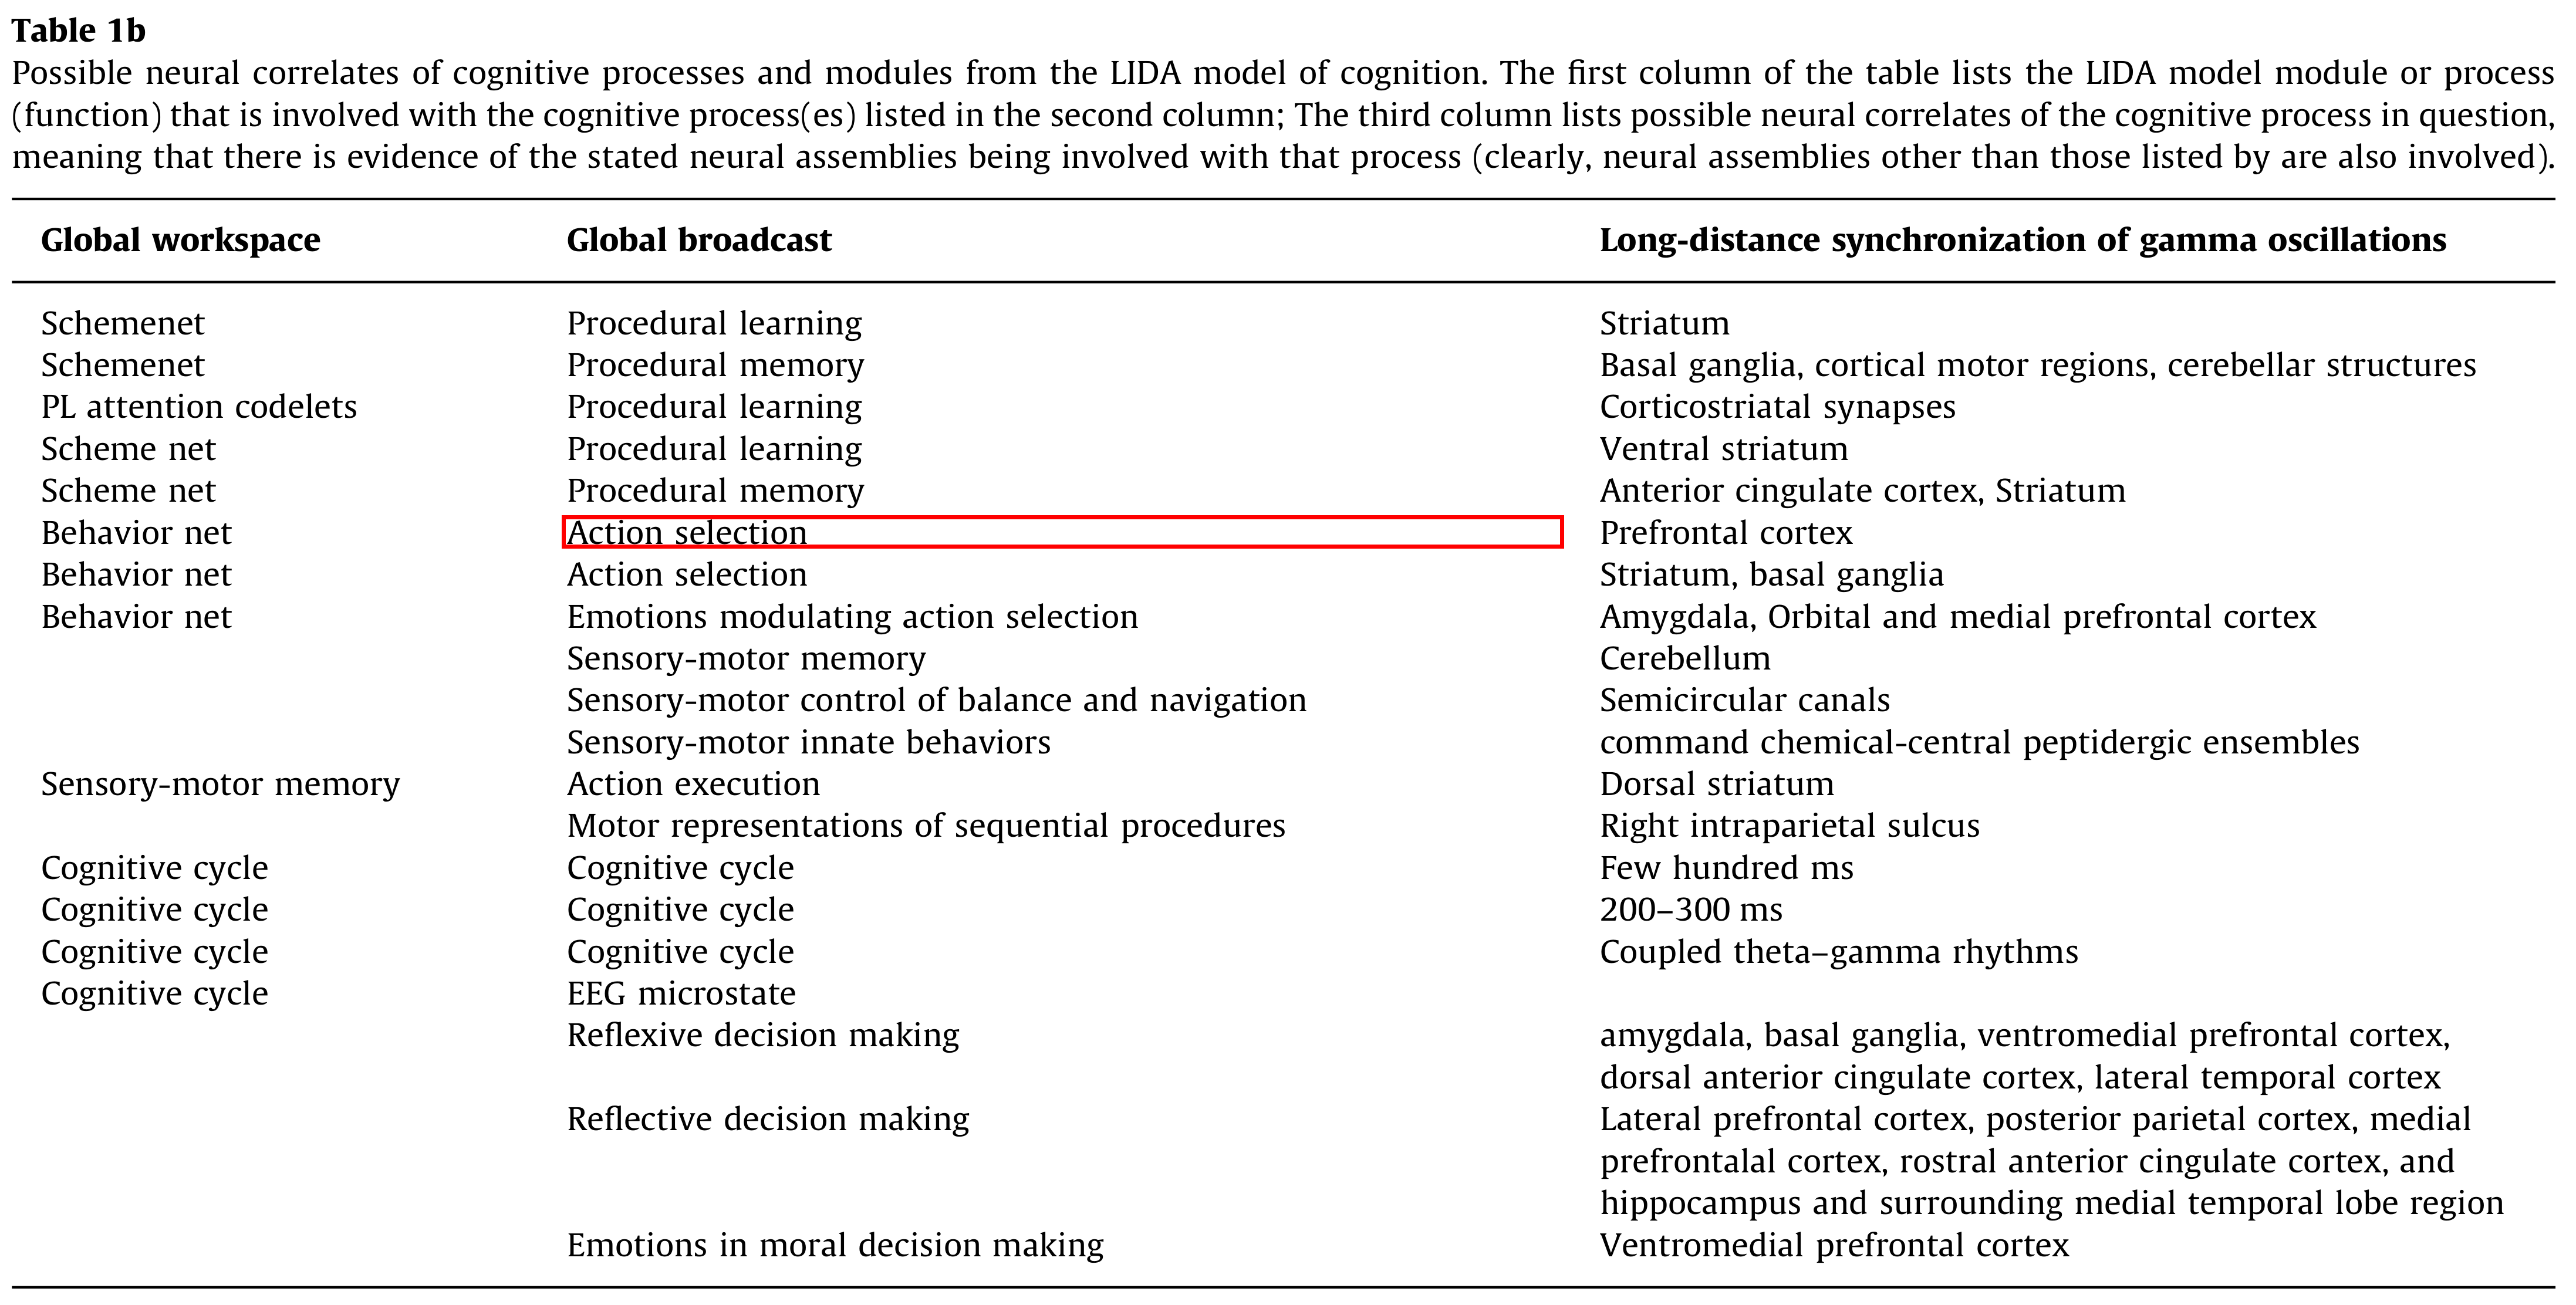 Table 1b
Possible neural correlates of cognitive processes and modules from the LIDA model of cognition. The first column of the table lists the LIDA model module or process
(function) that is involved with the cognitive process(es) listed in the second column; The third column lists possible neural correlates of the cognitive process in question,
meaning that there is evidence of the stated neural assemblies being involved with that process (clearly, neural assemblies other than those listed by are also involved).
Global workspace Global broadcast Long-distance synchronization of gamma oscillations
Schemenet Procedural learning Striatum
Schemenet Procedural memory Basal ganglia, cortical motor regions, cerebellar structures
PL attention codelets Procedural learning Corticostriatal synapses
Scheme net Procedural learning Ventral striatum
Scheme net Procedural memory Anterior cingulate cortex, Striatum
Behavior net Action selection Prefrontal cortex
Behavior net Action selection Striatum, basal ganglia
Behavior net Emotions modulating action selection Amygdala, Orbital and medial prefrontal cortex
Sensory-motor memory Cerebellum
Sensory-motor control of balance and navigation Semicircular canals
Sensory-motor innate behaviors command chemical-central peptidergic ensembles
Sensory-motor memory Action execution Dorsal striatum
Motor representations of sequential procedures Right intraparietal sulcus
Cognitive cycle Cognitive cycle Few hundred ms
Cognitive cycle Cognitive cycle 200–300 ms
Cognitive cycle Cognitive cycle Coupled theta–gamma rhythms
Cognitive cycle EEG microstate
Reflexive decision making amygdala, basal ganglia, ventromedial prefrontal cortex,
dorsal anterior cingulate cortex, lateral temporal cortex
Reflective decision making Lateral prefrontal cortex, posterior parietal cortex, medial
prefrontalal cortex, rostral anterior cingulate cortex, and
hippocampus and surrounding medial temporal lobe region
Emotions in moral decision making Ventromedial prefrontal cortex